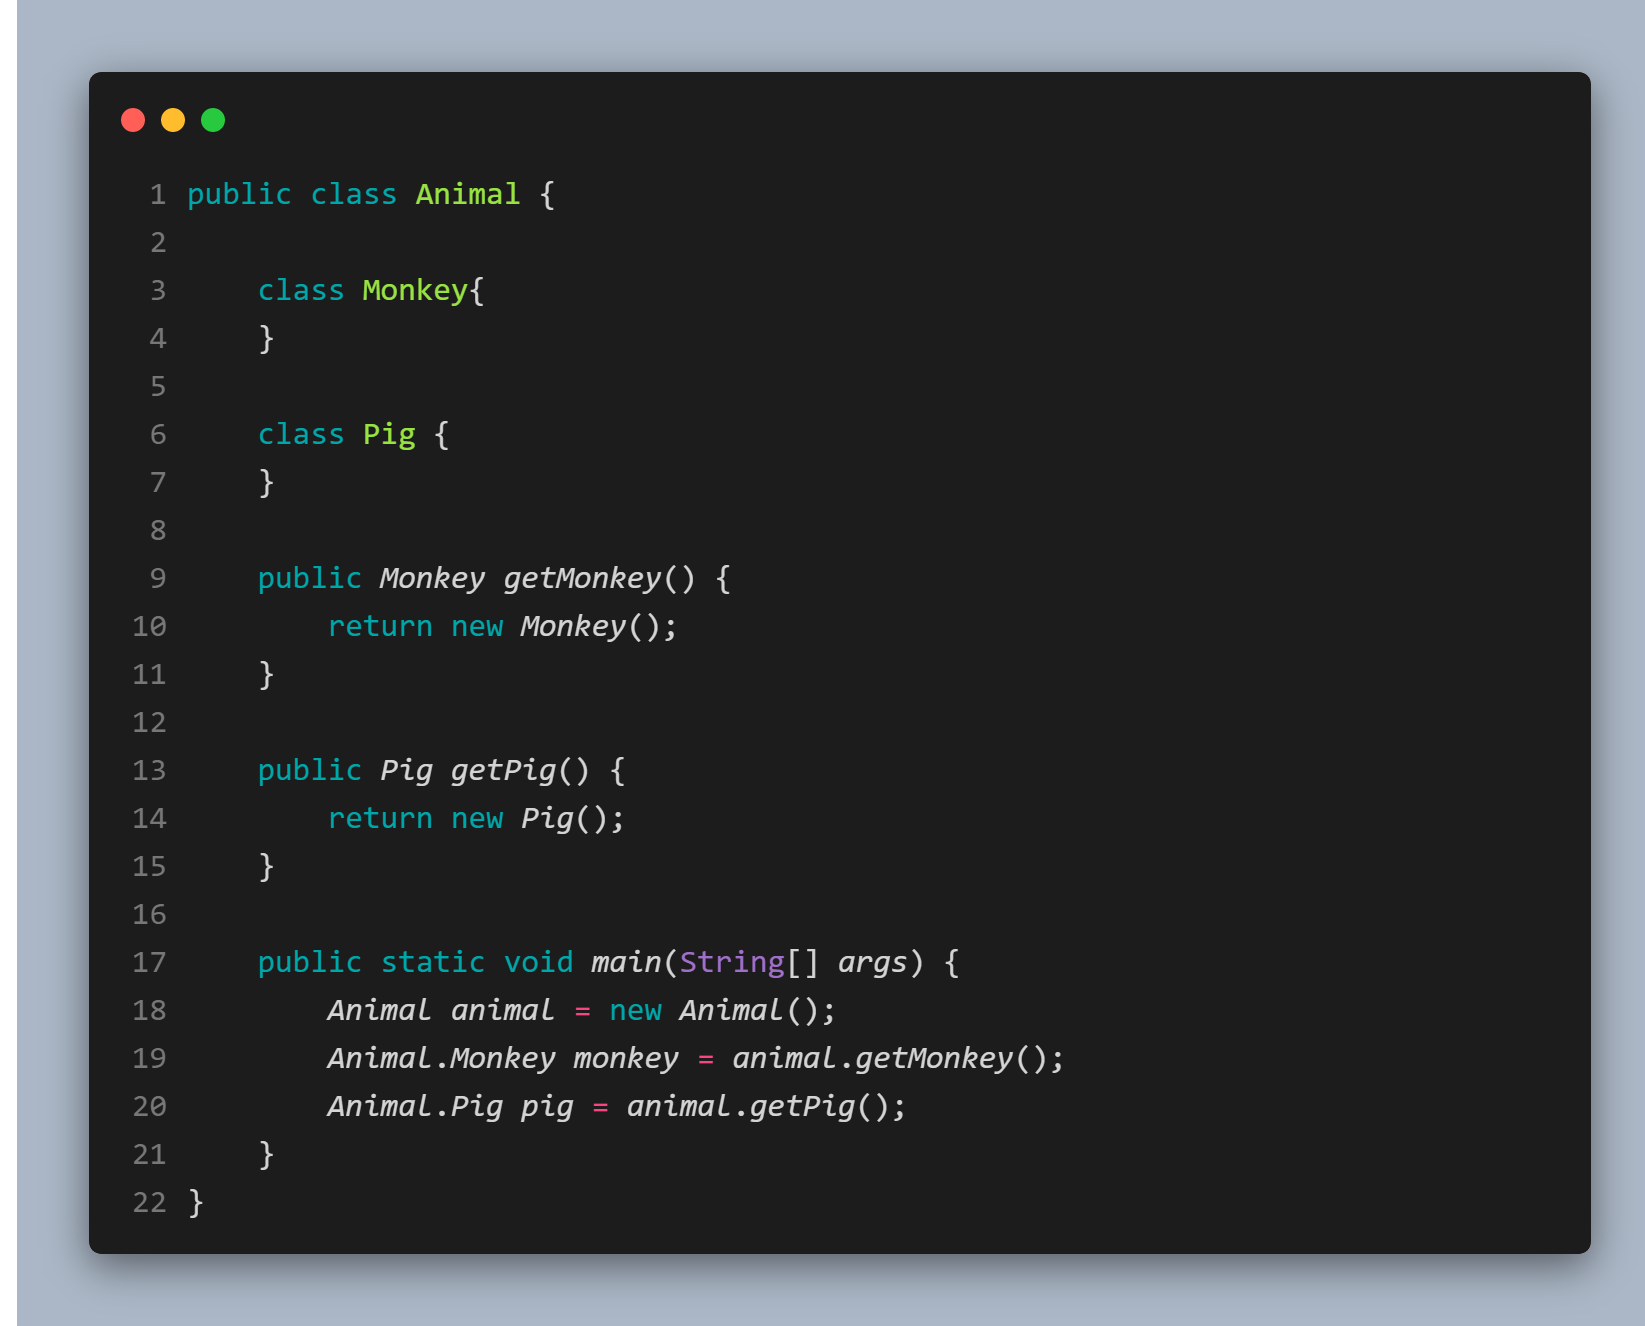 1 public class Animal {
2
3     class Monkey{
4     }
5
6     class Pig {
7     }
8
9     public Monkey getMonkey() {
10         return new Monkey();
11     }
12
13     public Pig getPig() {
14         return new Pig();
15     }
16
17     public static void main(String[] args) {
18         Animal animal = new Animal();
19         Animal.Monkey monkey = animal.getMonkey();
20         Animal.Pig pig = animal.getPig();
21     }
22 }